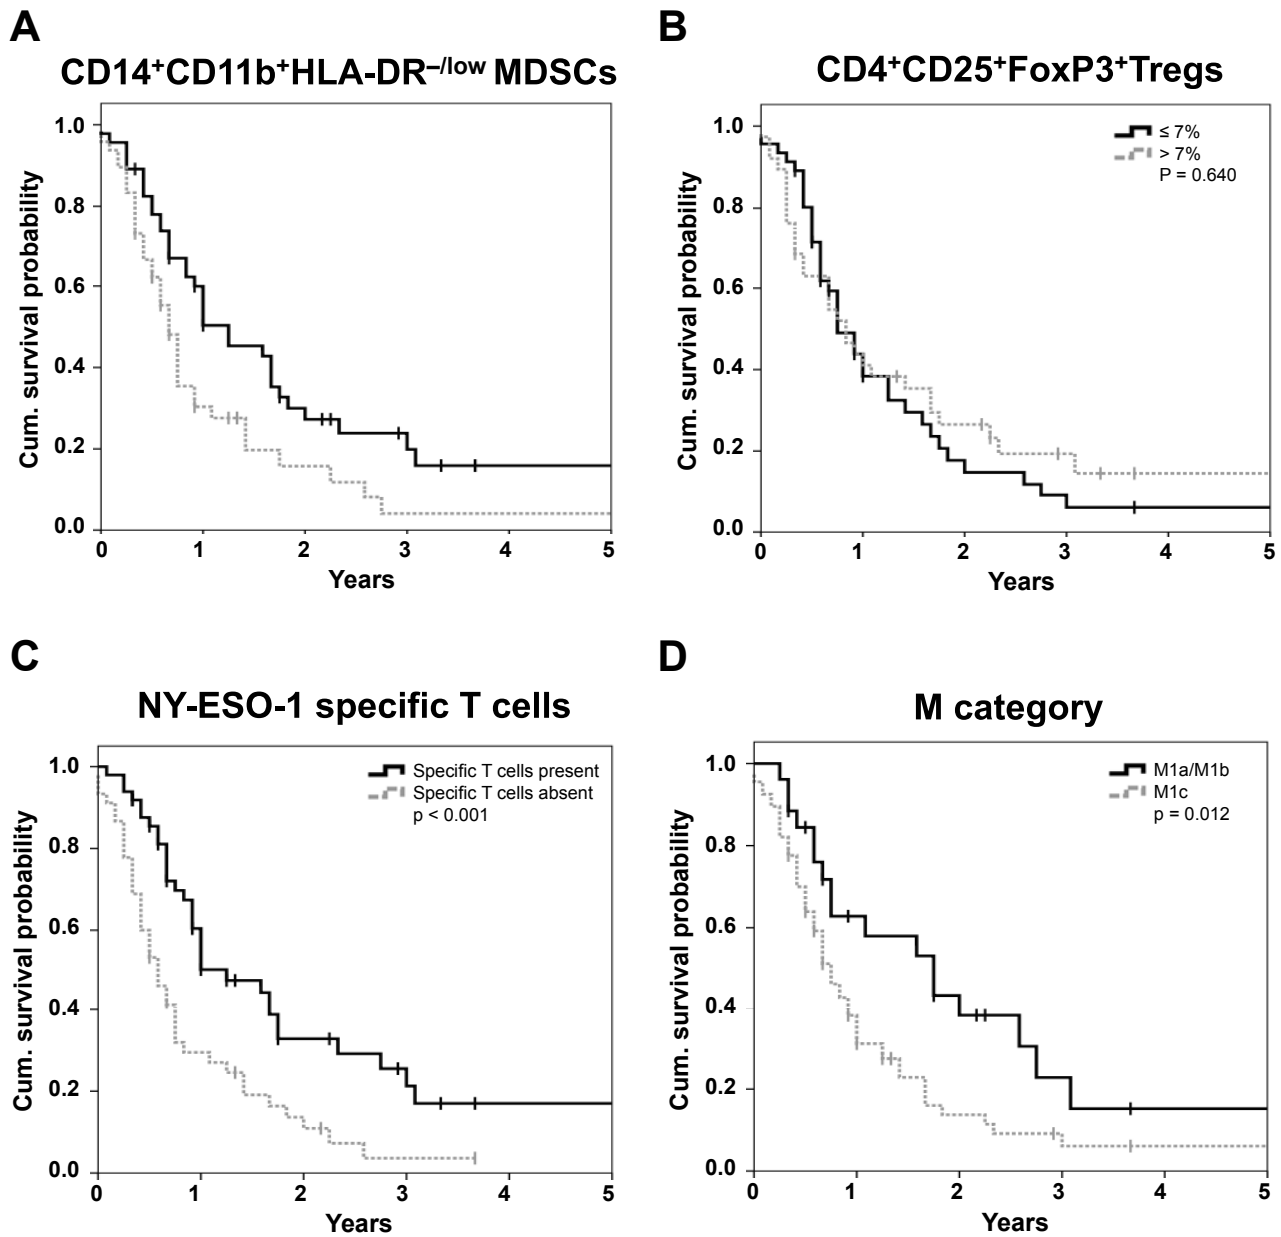 A
CD14⁺CD11b⁺HLA-DR⁻/ˡᵒʷ MDSCs
Cum. survival probability
1.0
0.8
0.6
0.4
0.2
0.0
0 1 2 3 4 5
Years
B
CD4⁺CD25⁺FoxP3⁺Tregs
≤ 7%
> 7%
P = 0.640
Cum. survival probability
1.0
0.8
0.6
0.4
0.2
0.0
0 1 2 3 4 5
Years
C
NY-ESO-1 specific T cells
Specific T cells present
Specific T cells absent
p < 0.001
Cum. survival probability
1.0
0.8
0.6
0.4
0.2
0.0
0 1 2 3 4 5
Years
D
M category
M1a/M1b
M1c
p = 0.012
Cum. survival probability
1.0
0.8
0.6
0.4
0.2
0.0
0 1 2 3 4 5
Years